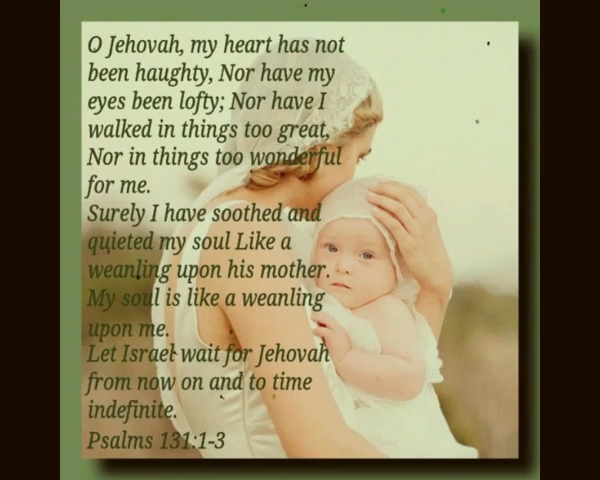 O Jehovah, my heart has not
been haughty, Nor have my
eyes been lofty; Nor have I
walked in things too great,
Nor in things too wonderful
for me.
Surely I have soothed and
quieted my soul Like a
weanling upon his mother.
My soul is like a weanling
upon me.
Let Israel wait for Jehovah
from now on and to time
indefinite.
Psalms 131:1-3